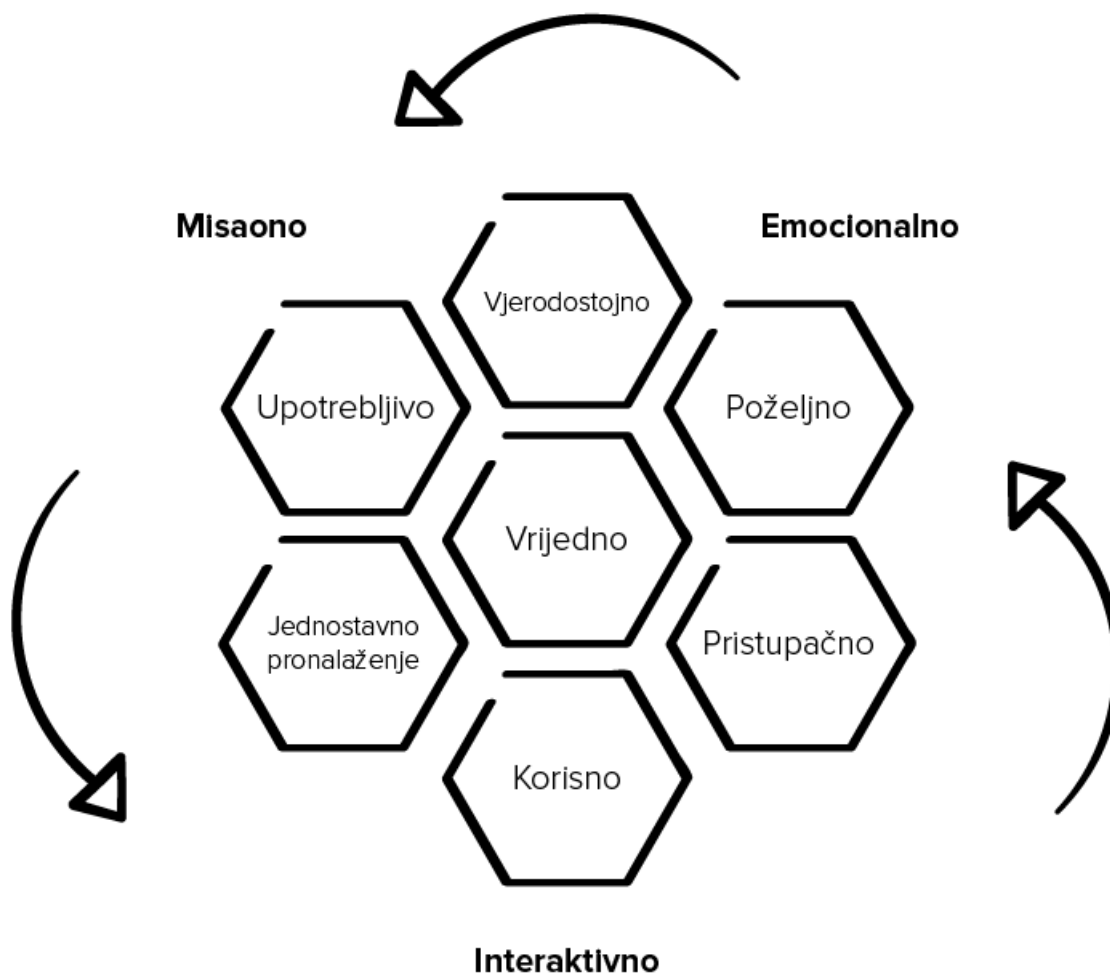 Misaono
Emocionalno
Vjerodostojno
Upotrebljivo
Poželjno
Vrijedno
Jednostavno
pronalaženje
Pristupačno
Korisno
Interaktivno